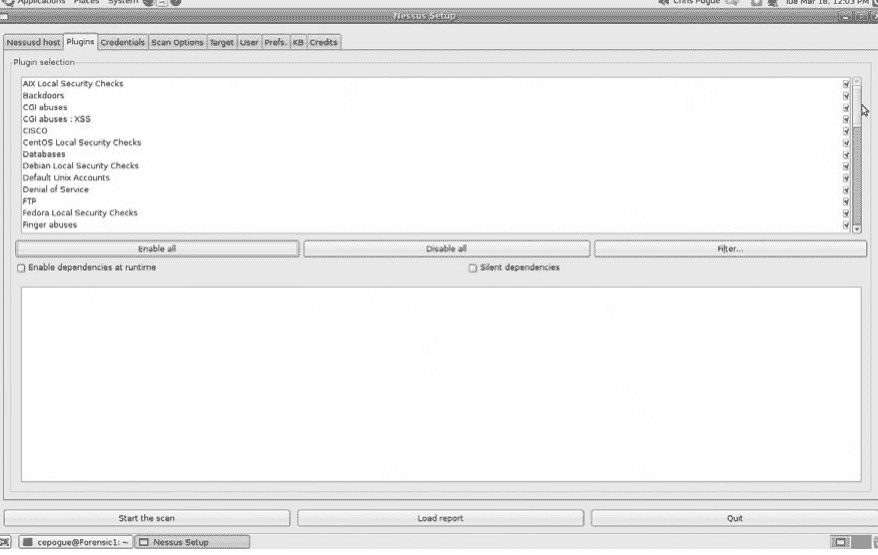 Applications Places System Chris Pogue Tue Mar 18, 12:03 PM
Nessus Setup
Nessusd host Plugins Credentials Scan Options Target User Prefs. KB Credits
Plugin selection
AIX Local Security Checks
Backdoors
CGI abuses
CGI abuses : XSS
CISCO
CentOS Local Security Checks
Databases
Debian Local Security Checks
Default Unix Accounts
Denial of Service
FTP
Fedora Local Security Checks
Finger abuses
Enable all Disable all Filter...
Enable dependencies at runtime Silent dependencies
Start the scan Load report Quit
cepogue@Forensic1: ~ Nessus Setup